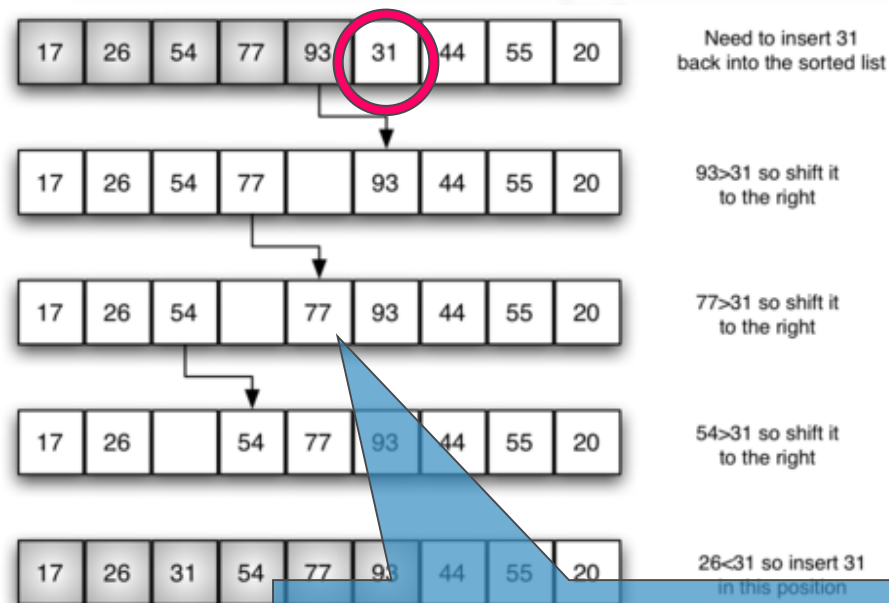 17 26 54 77 93 31 44 55 20
Need to insert 31
back into the sorted list
17 26 54 77 93 44 55 20
93>31 so shift it
to the right
17 26 54 77 93 44 55 20
77>31 so shift it
to the right
17 26 54 77 93 44 55 20
54>31 so shift it
to the right
17 26 31 54 77 93 44 55 20
26<31 so insert 31
in this position